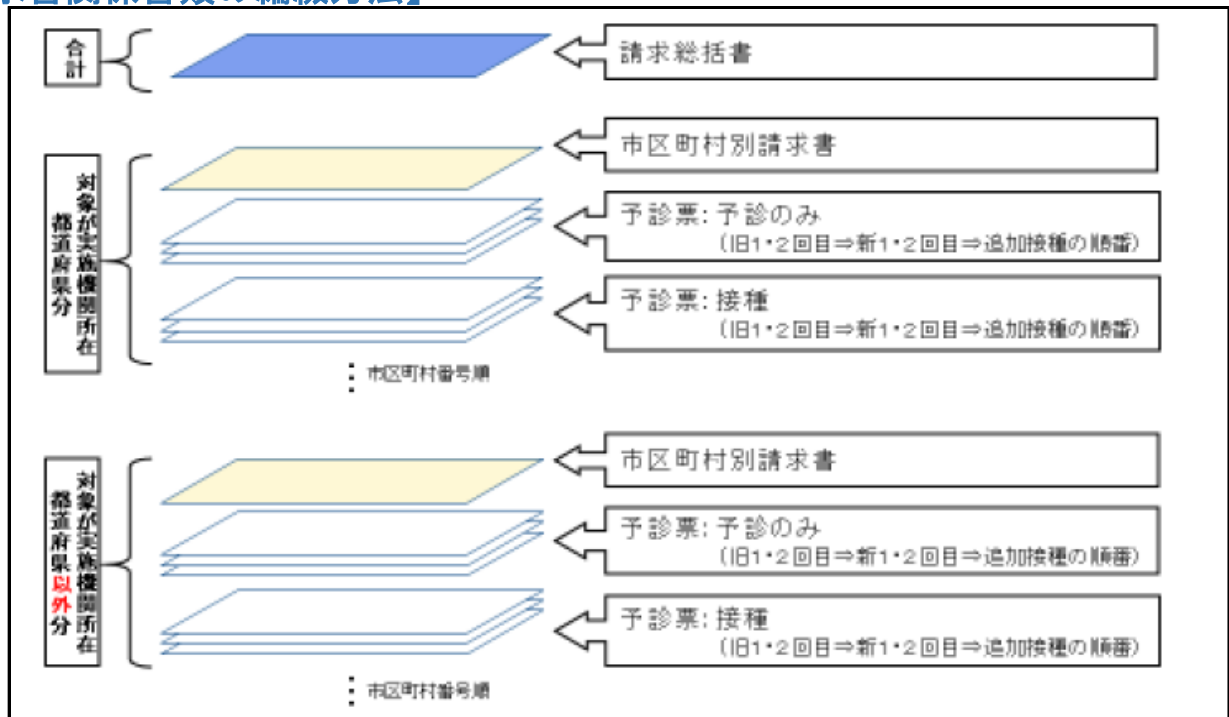 合計
請求総括書
対象が実施機関所在
都道府県分
市区町村別請求書
予診票:予診のみ
(旧1・2回目⇒新1・2回目⇒追加接種の順番)
予診票:接種
(旧1・2回目⇒新1・2回目⇒追加接種の順番)
市区町村番号順
対象が実施機関所在
都道府県以外分
市区町村別請求書
予診票:予診のみ
(旧1・2回目⇒新1・2回目⇒追加接種の順番)
予診票:接種
(旧1・2回目⇒新1・2回目⇒追加接種の順番)
市区町村番号順